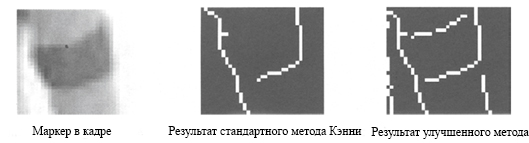 Маркер в кадре
Результат стандартного метода Кэнни
Результат улучшенного метода